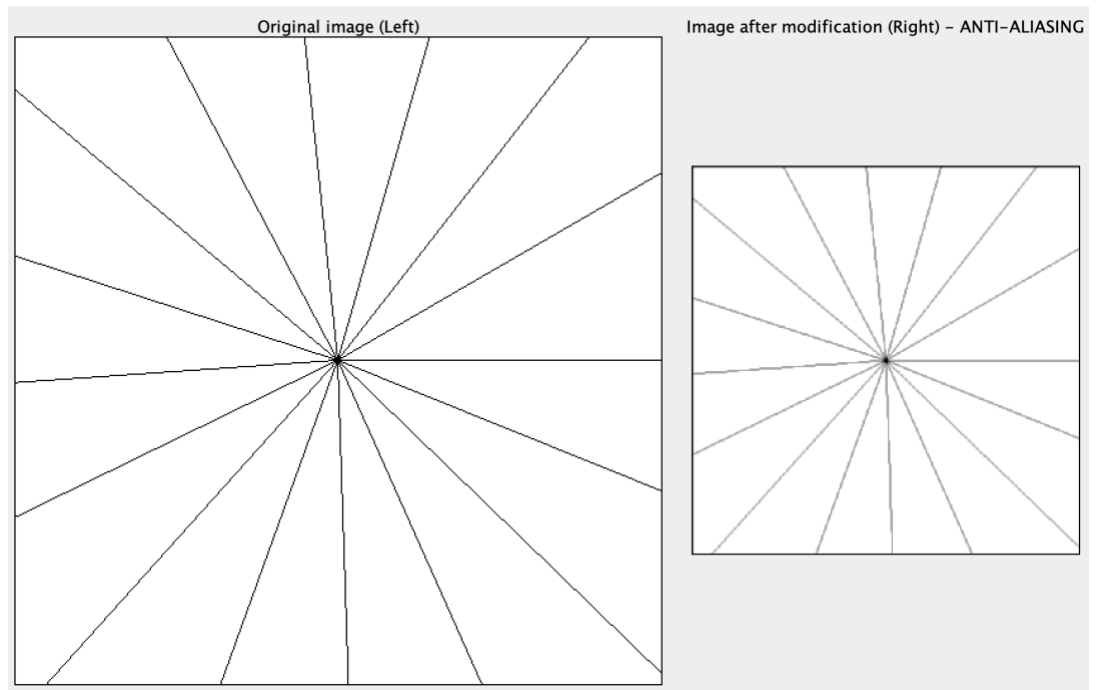 Original image (Left)
Image after modification (Right) – ANTI–ALIASING